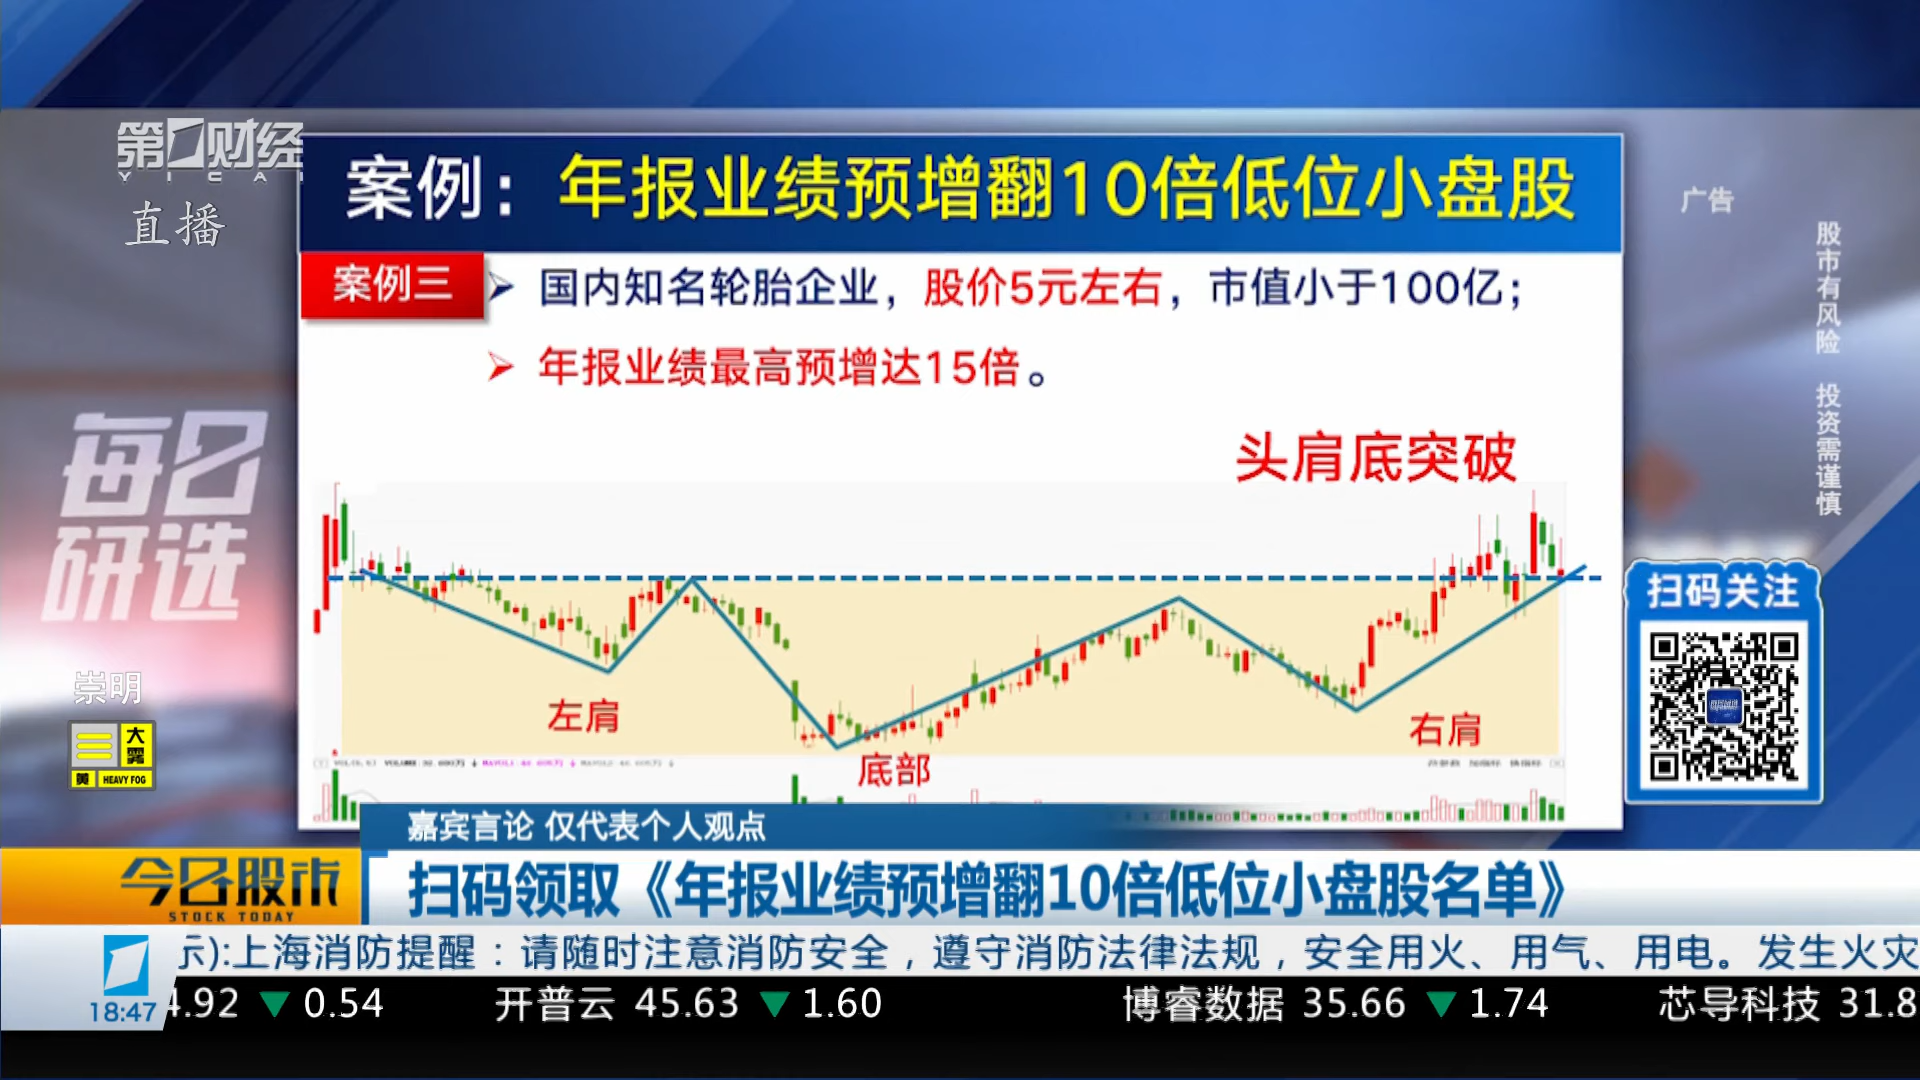 第一财经
YICAI
直播
案例：年报业绩预增翻10倍低位小盘股
广告
股市有风险 投资需谨慎
案例三
国内知名轮胎企业，股价5元左右，市值小于100亿；
年报业绩最高预增达15倍。
头肩底突破
每日
研选
扫码关注
崇明
大雾
黄 HEAVY FOG
左肩
底部
右肩
嘉宾言论 仅代表个人观点
今日股市
STOCK TODAY
扫码领取《年报业绩预增翻10倍低位小盘股名单》
示):上海消防提醒：请随时注意消防安全，遵守消防法律法规，安全用火、用气、用电。发生火灾
18:47
4.92 ▼ 0.54 开普云 45.63 ▼ 1.60 博睿数据 35.66 ▼ 1.74 芯导科技 31.8